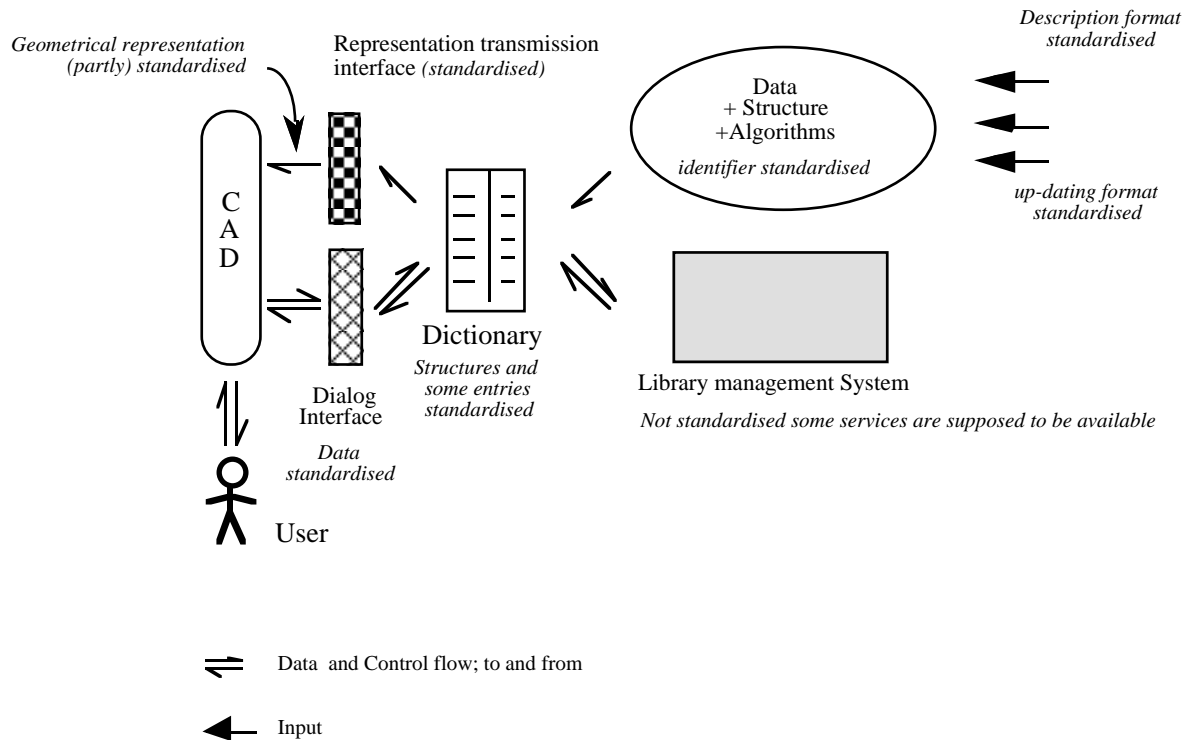 Geometrical representation
(partly) standardised
Representation transmission
interface (standardised)
Description format
standardised
Data
+ Structure
+Algorithms
identifier standardised
up-dating format
standardised
C
A
D
Dictionary
Structures and
some entries
standardised
Library management System
Not standardised some services are supposed to be available
Dialog
Interface
Data
standardised
User
Data and Control flow; to and from
Input